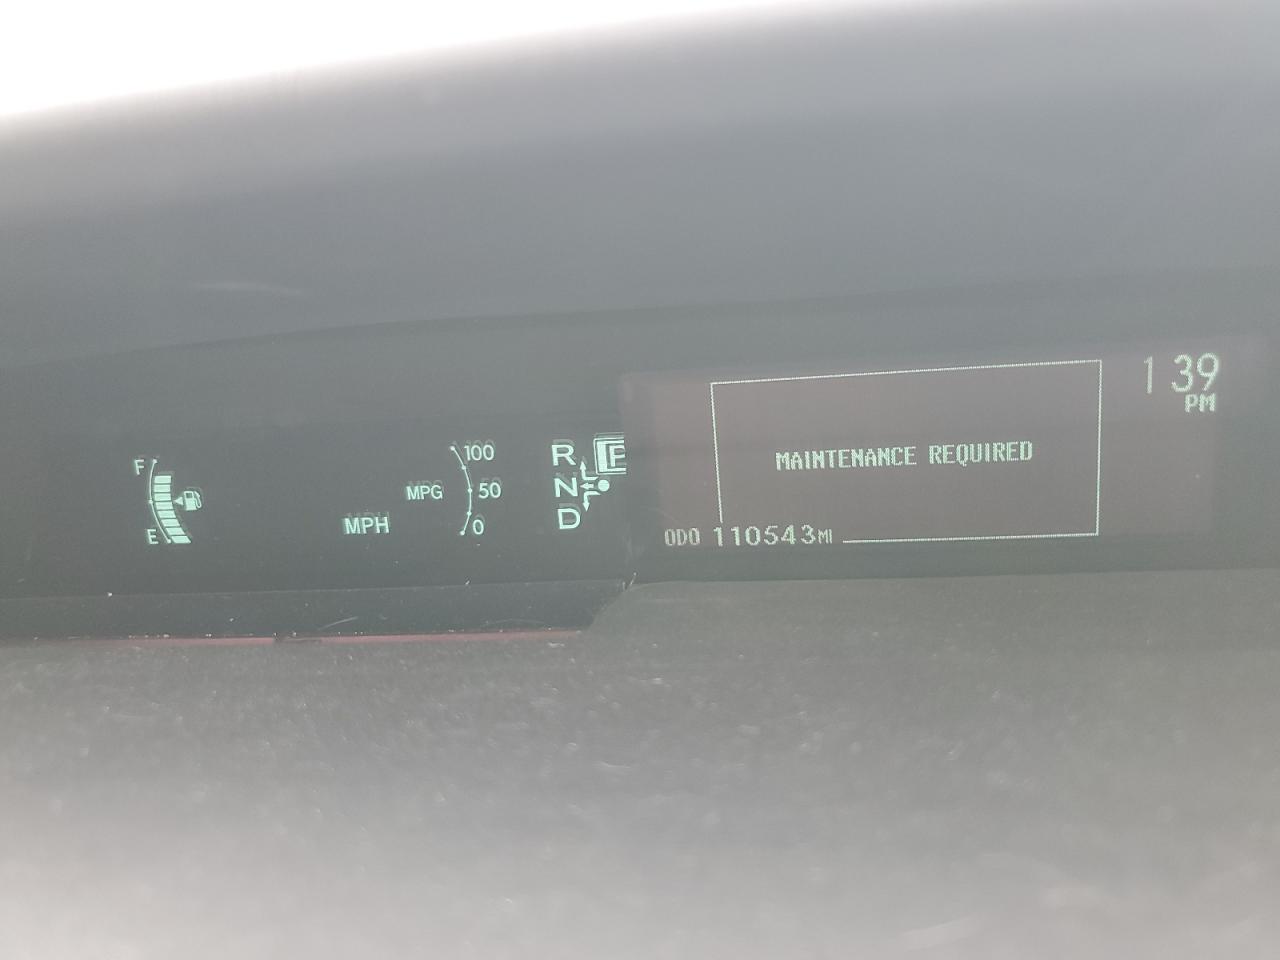 F
E
MPH
MPG
100
50
0
R
N
D
P
1 39
PM
MAINTENANCE REQUIRED
ODO 110543MI